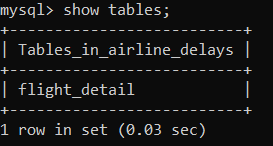 mysql> show tables;
+--------------------------+
| Tables_in_airline_delays |
+--------------------------+
| flight_detail            |
+--------------------------+
1 row in set (0.03 sec)